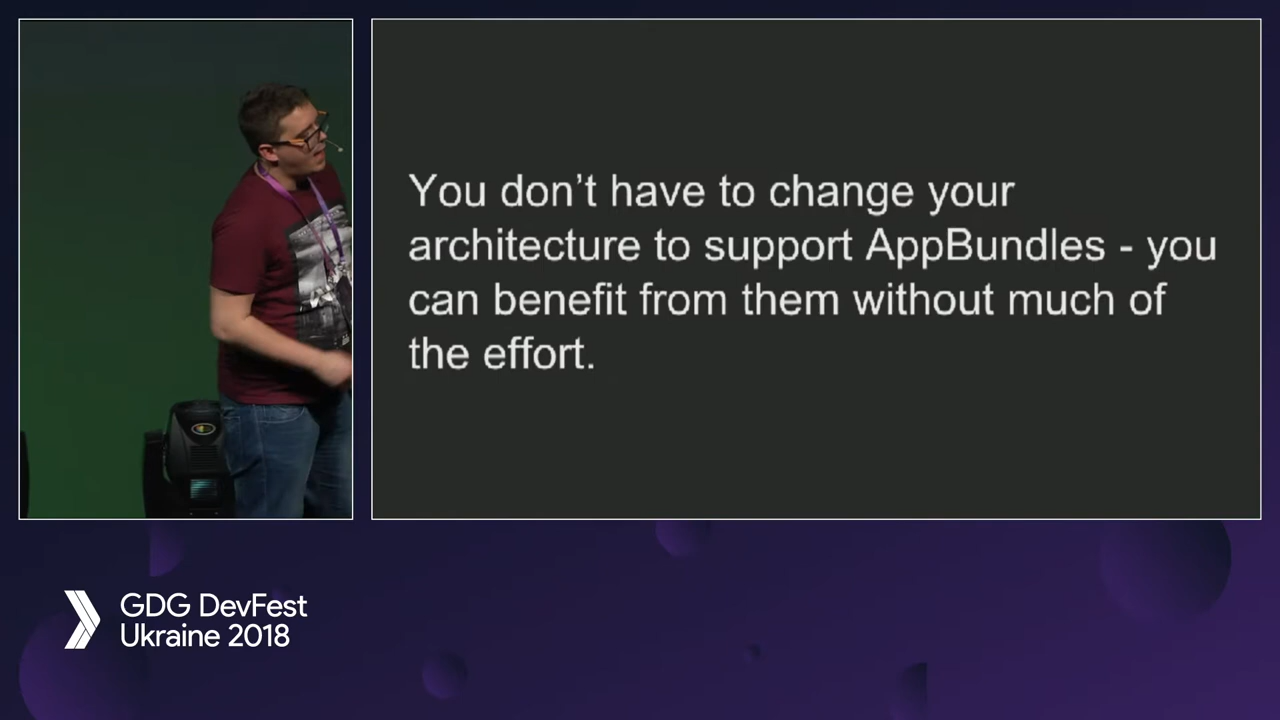 You don’t have to change your
architecture to support AppBundles - you
can benefit from them without much of
the effort.
GDG DevFest
Ukraine 2018